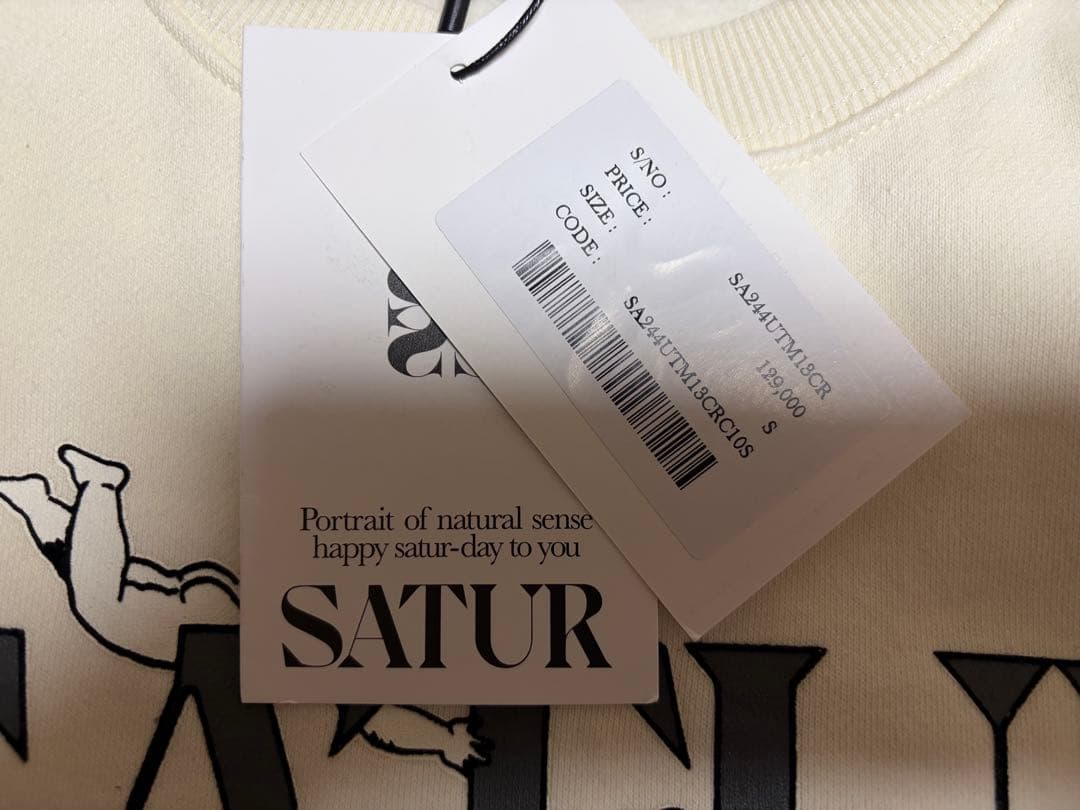 S/NO : SA244UTM13CR
PRICE : 129,000
SIZE : S
CODE : SA244UTM13CRC10S
Portrait of natural sense
happy satur-day to you
SATUR